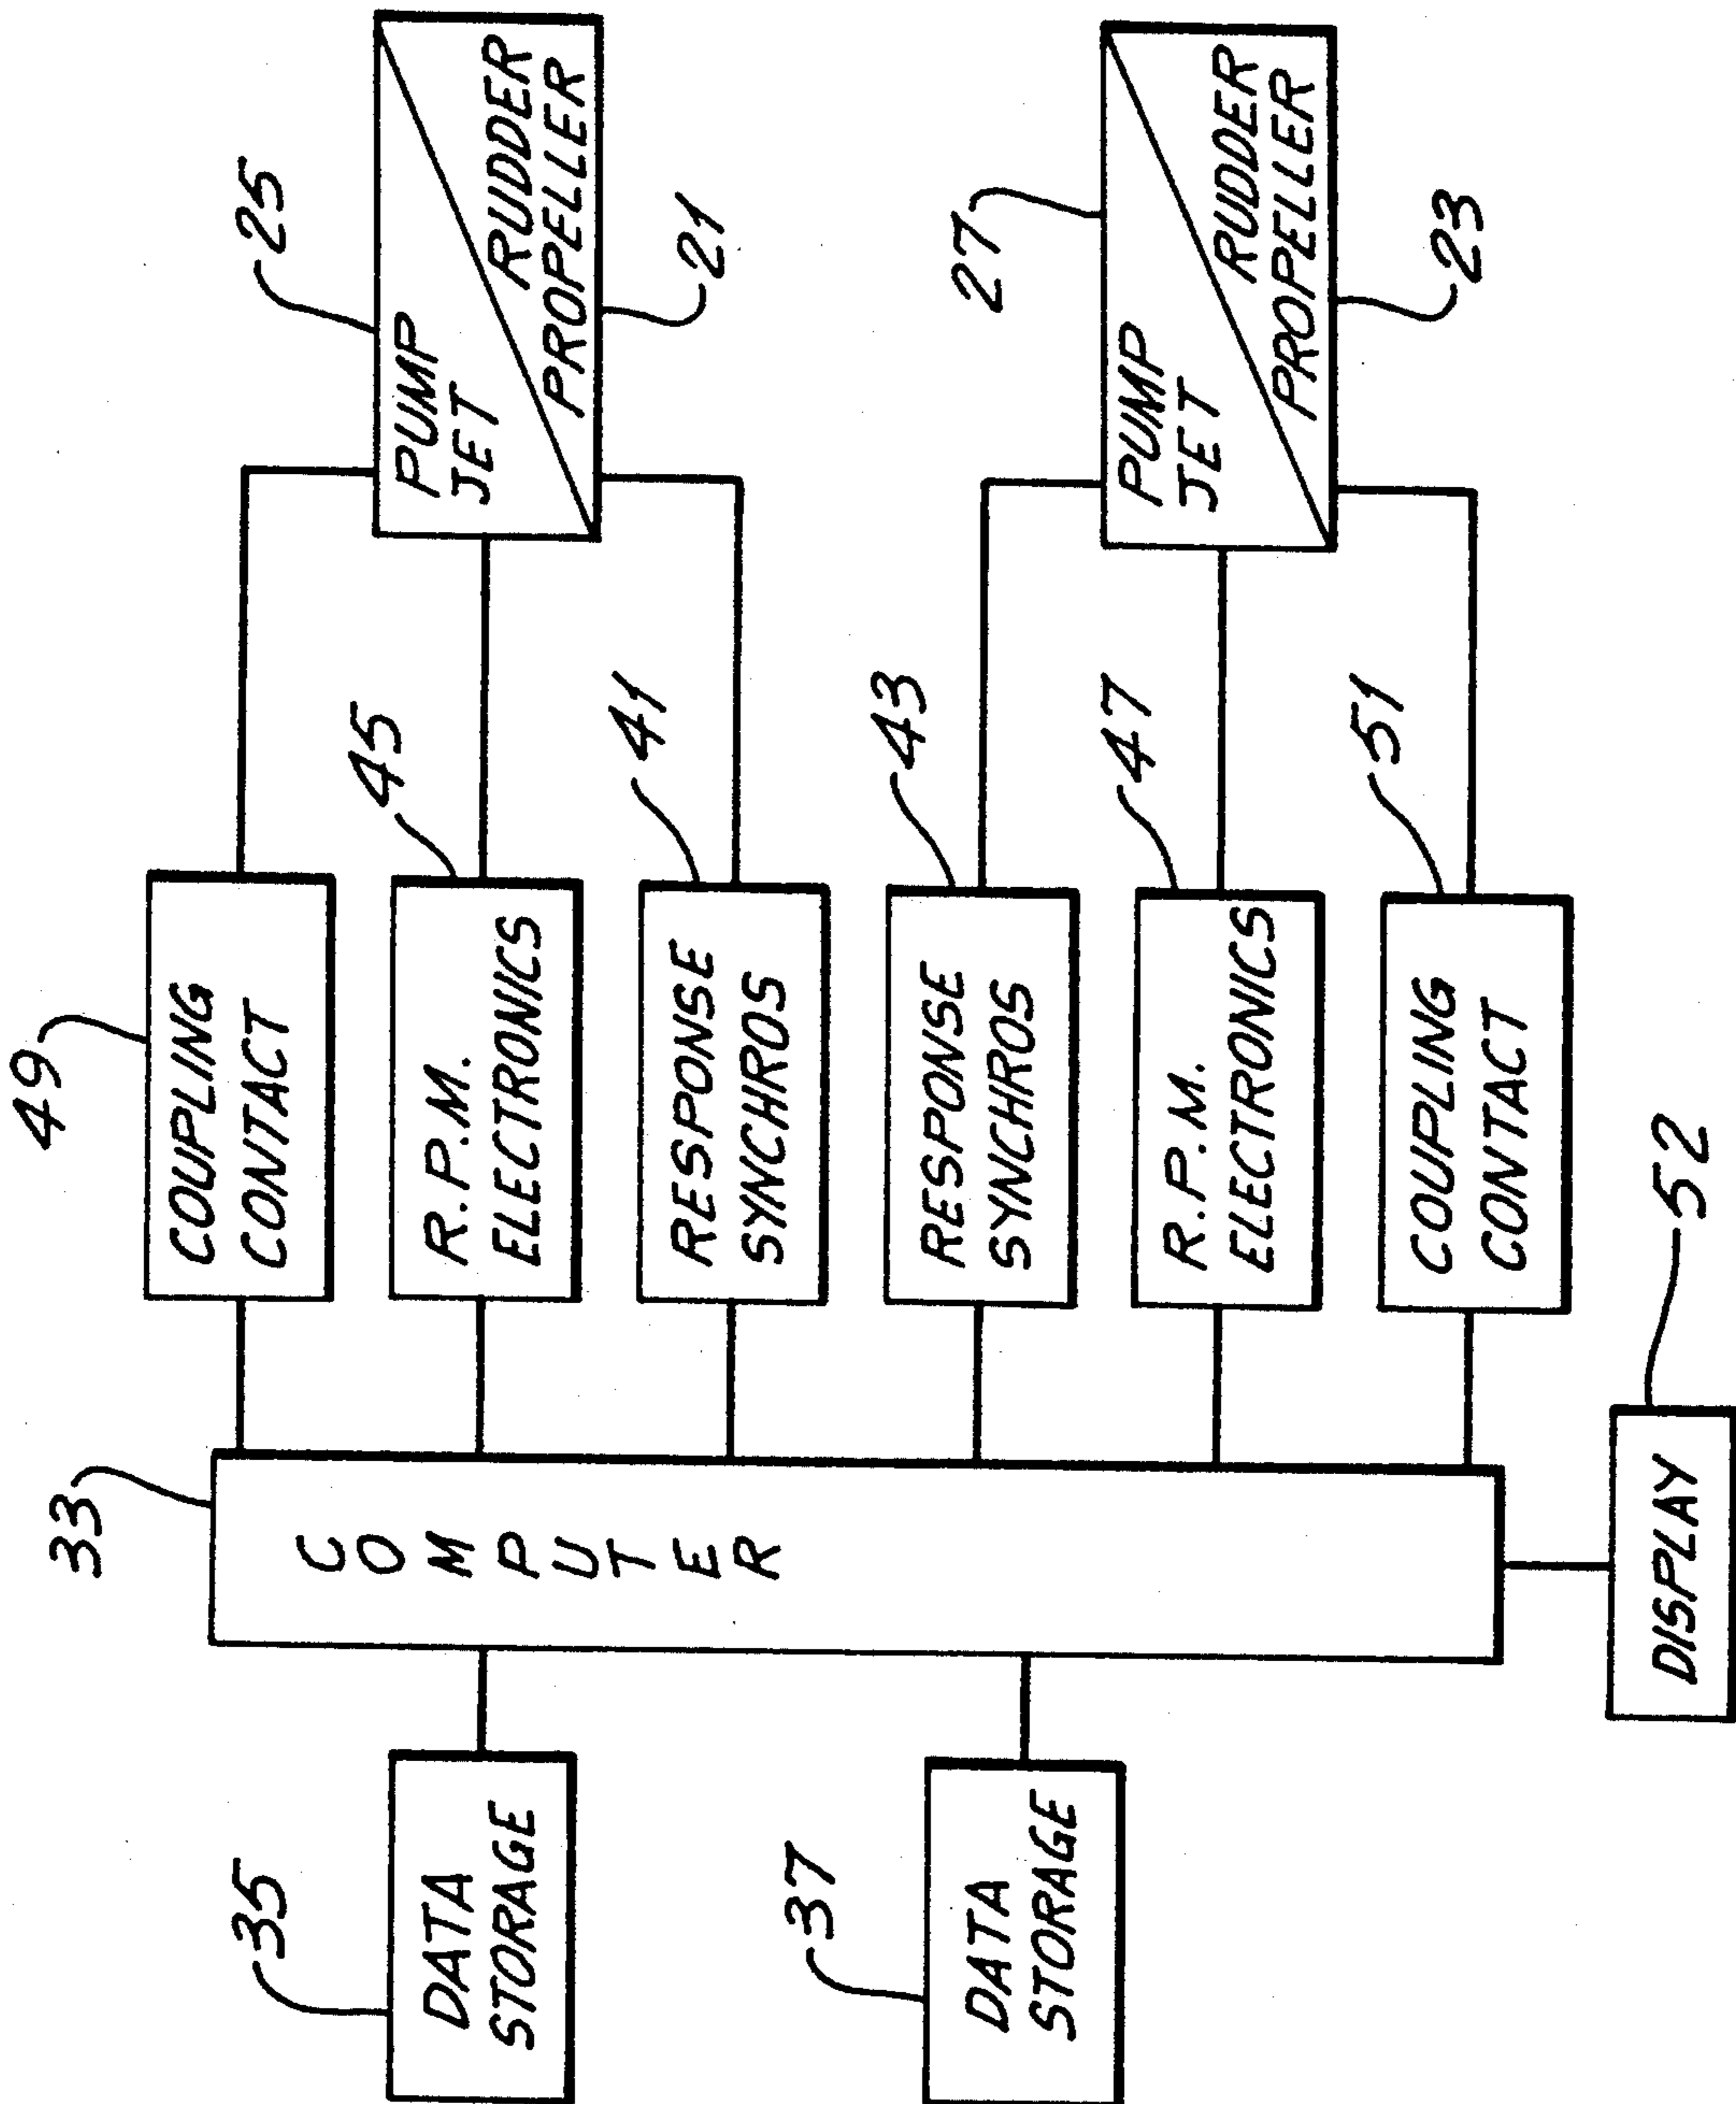 49
COUPLING
CONTACT
25
PUMP
JET
RUDDER
PROPELLER
21
33
COMPUTER
45
R.P.M.
ELECTRONICS
35
DATA
STORAGE
41
RESPONSE
SYNCHROS
43
RESPONSE
SYNCHROS
27
PUMP
JET
RUDDER
PROPELLER
23
37
DATA
STORAGE
47
R.P.M.
ELECTRONICS
51
COUPLING
CONTACT
52
DISPLAY